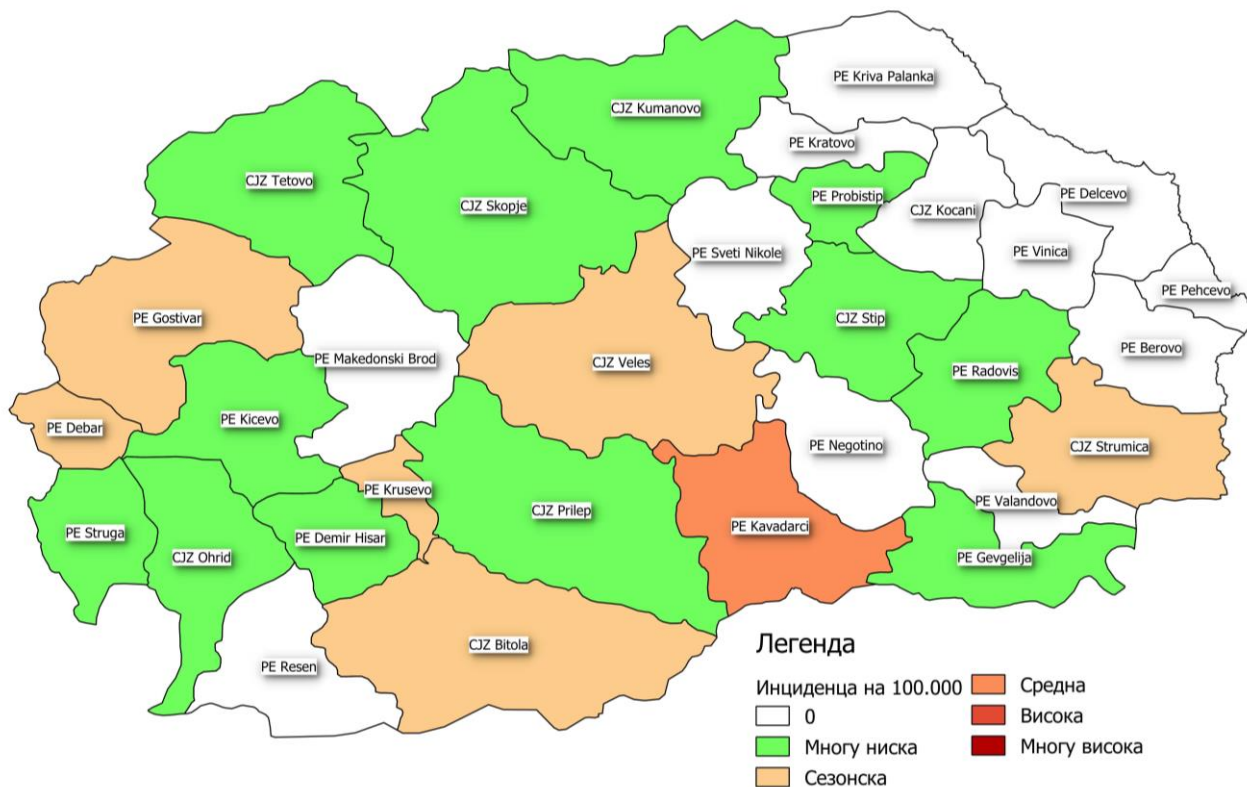 PE Kriva Palanka
CJZ Kumanovo
PE Kratovo
CJZ Tetovo
PE Probistip
PE Delcevo
CJZ Skopje
CJZ Kocani
PE Sveti Nikole
PE Vinica
PE Pehcevo
PE Gostivar
CJZ Stip
PE Berovo
PE Makedonski Brod
CJZ Veles
PE Radovis
PE Kicevo
PE Debar
PE Negotino
CJZ Strumica
PE Krusevo
PE Valandovo
CJZ Prilep
PE Kavadarci
PE Struga
PE Demir Hisar
CJZ Ohrid
PE Gevgelija
CJZ Bitola
PE Resen
Легенда
Инциденца на 100.000
0
Многу ниска
Сезонска
Средна
Висока
Многу висока